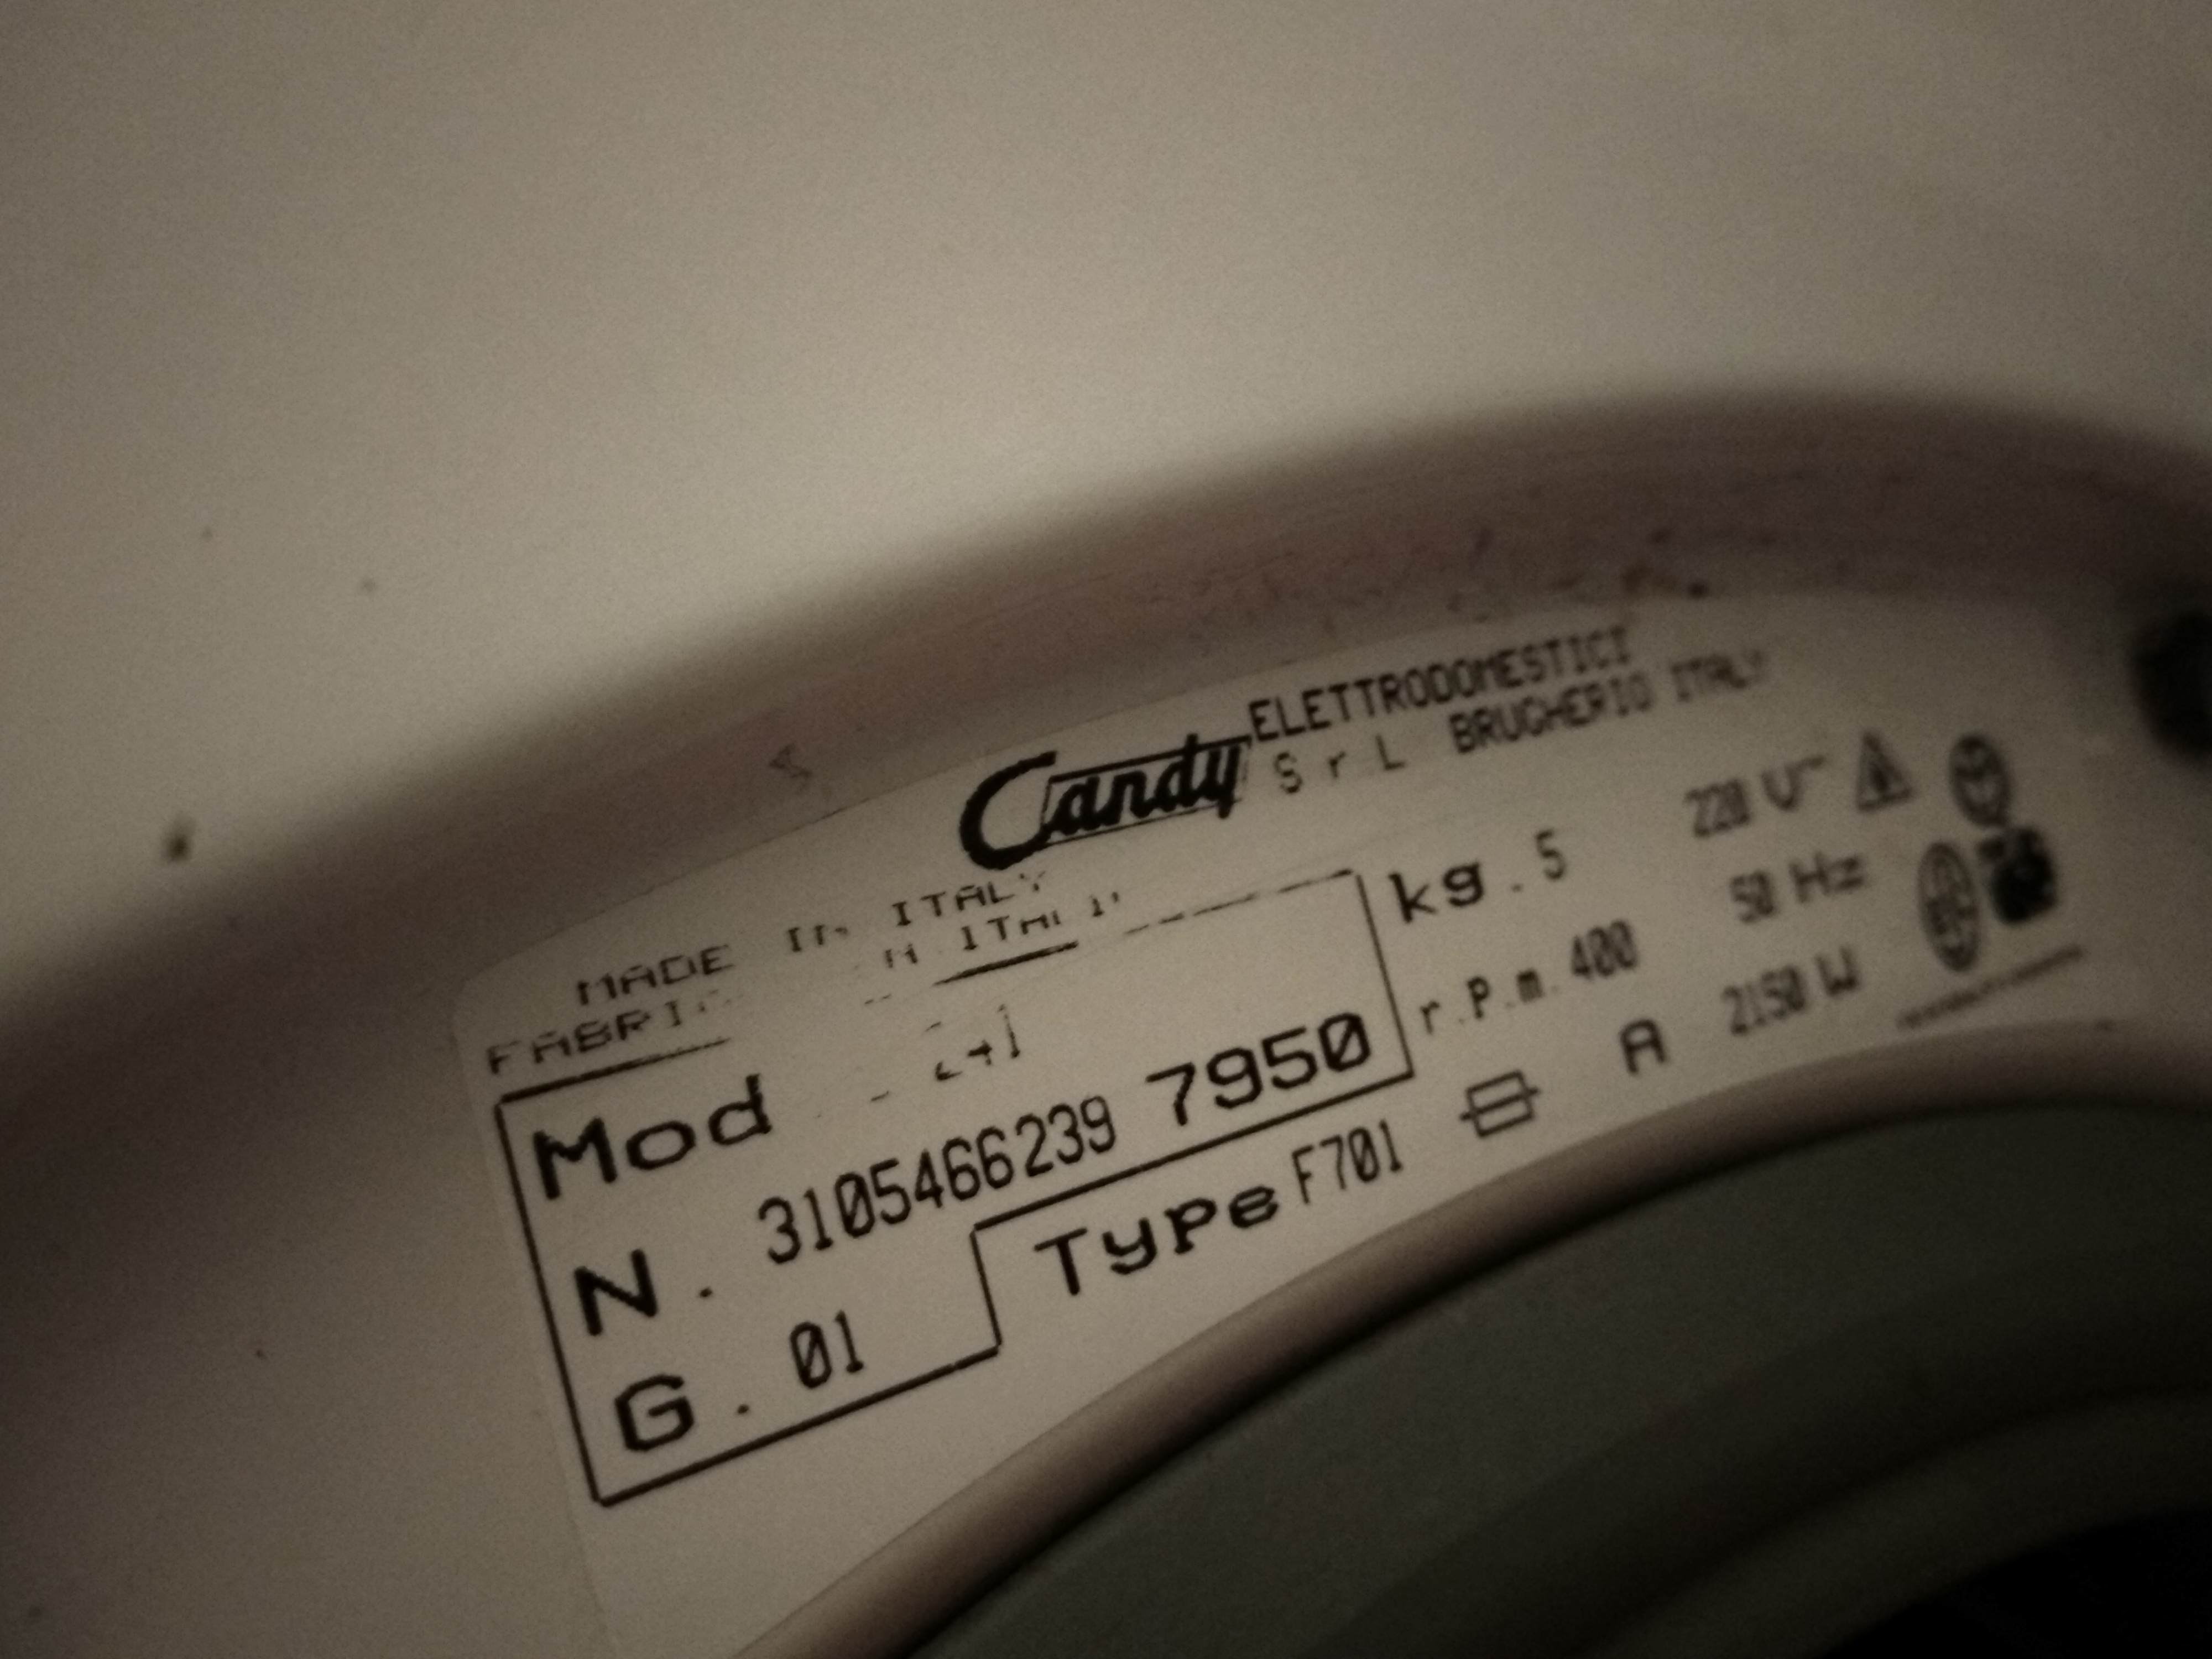 Candy ELETTRODOMESTICI
S r L BRUGHERIO ITALY
MADE IN ITALY
Mod
kg. 5
220 V~
N. 31054662397950
r.p.m. 400
50 Hz
G. 01
Type F701
A
2150 W